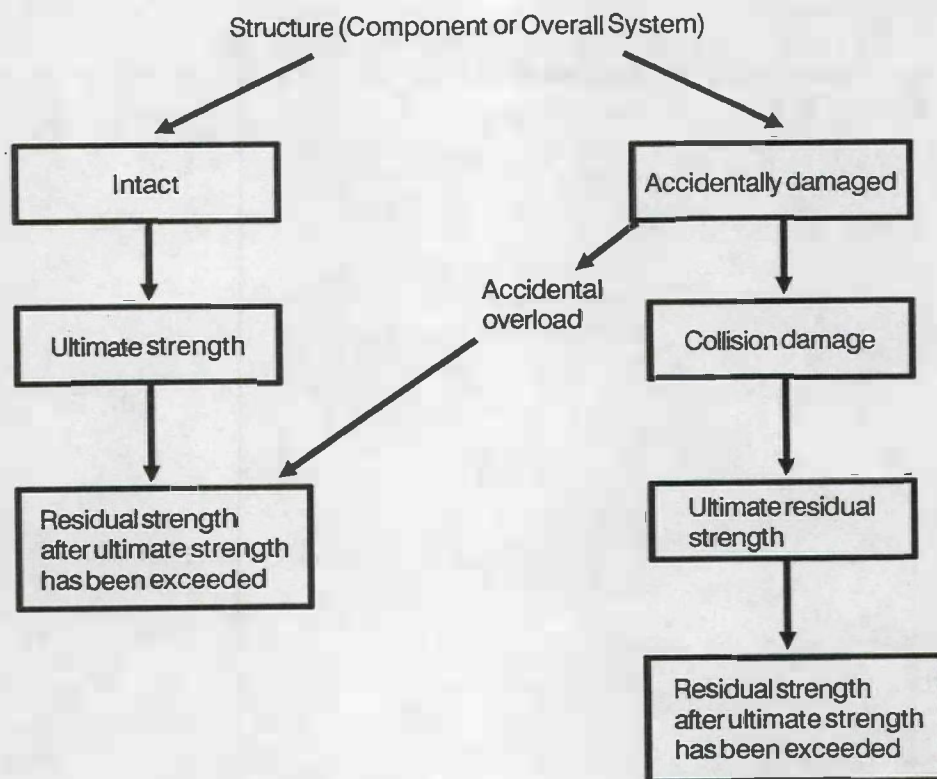 Structure (Component or Overall System)
Intact
Accidentally damaged
Accidental
overload
Ultimate strength
Collision damage
Residual strength
after ultimate strength
has been exceeded
Ultimate residual
strength
Residual strength
after ultimate strength
has been exceeded